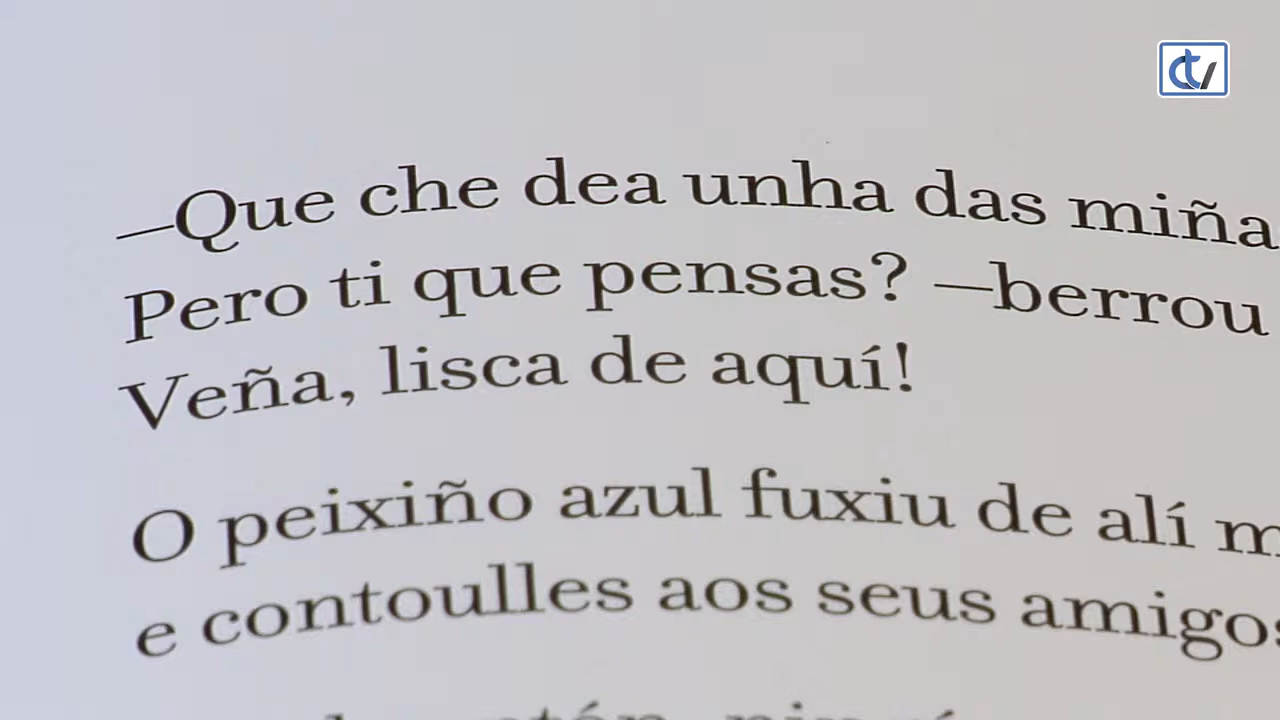 —Que che dea unha das miña
Pero ti que pensas? —berrou
Veña, lisca de aquí!
O peixiño azul fuxiu de alí m
e contoulles aos seus amigos